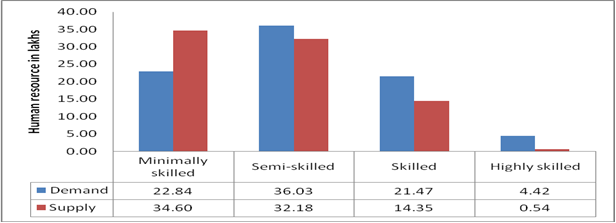 Human resource in lakhs
40.00
35.00
30.00
25.00
20.00
15.00
10.00
5.00
0.00
Minimally skilled Semi-skilled Skilled Highly skilled
Demand 22.84 36.03 21.47 4.42
Supply 34.60 32.18 14.35 0.54